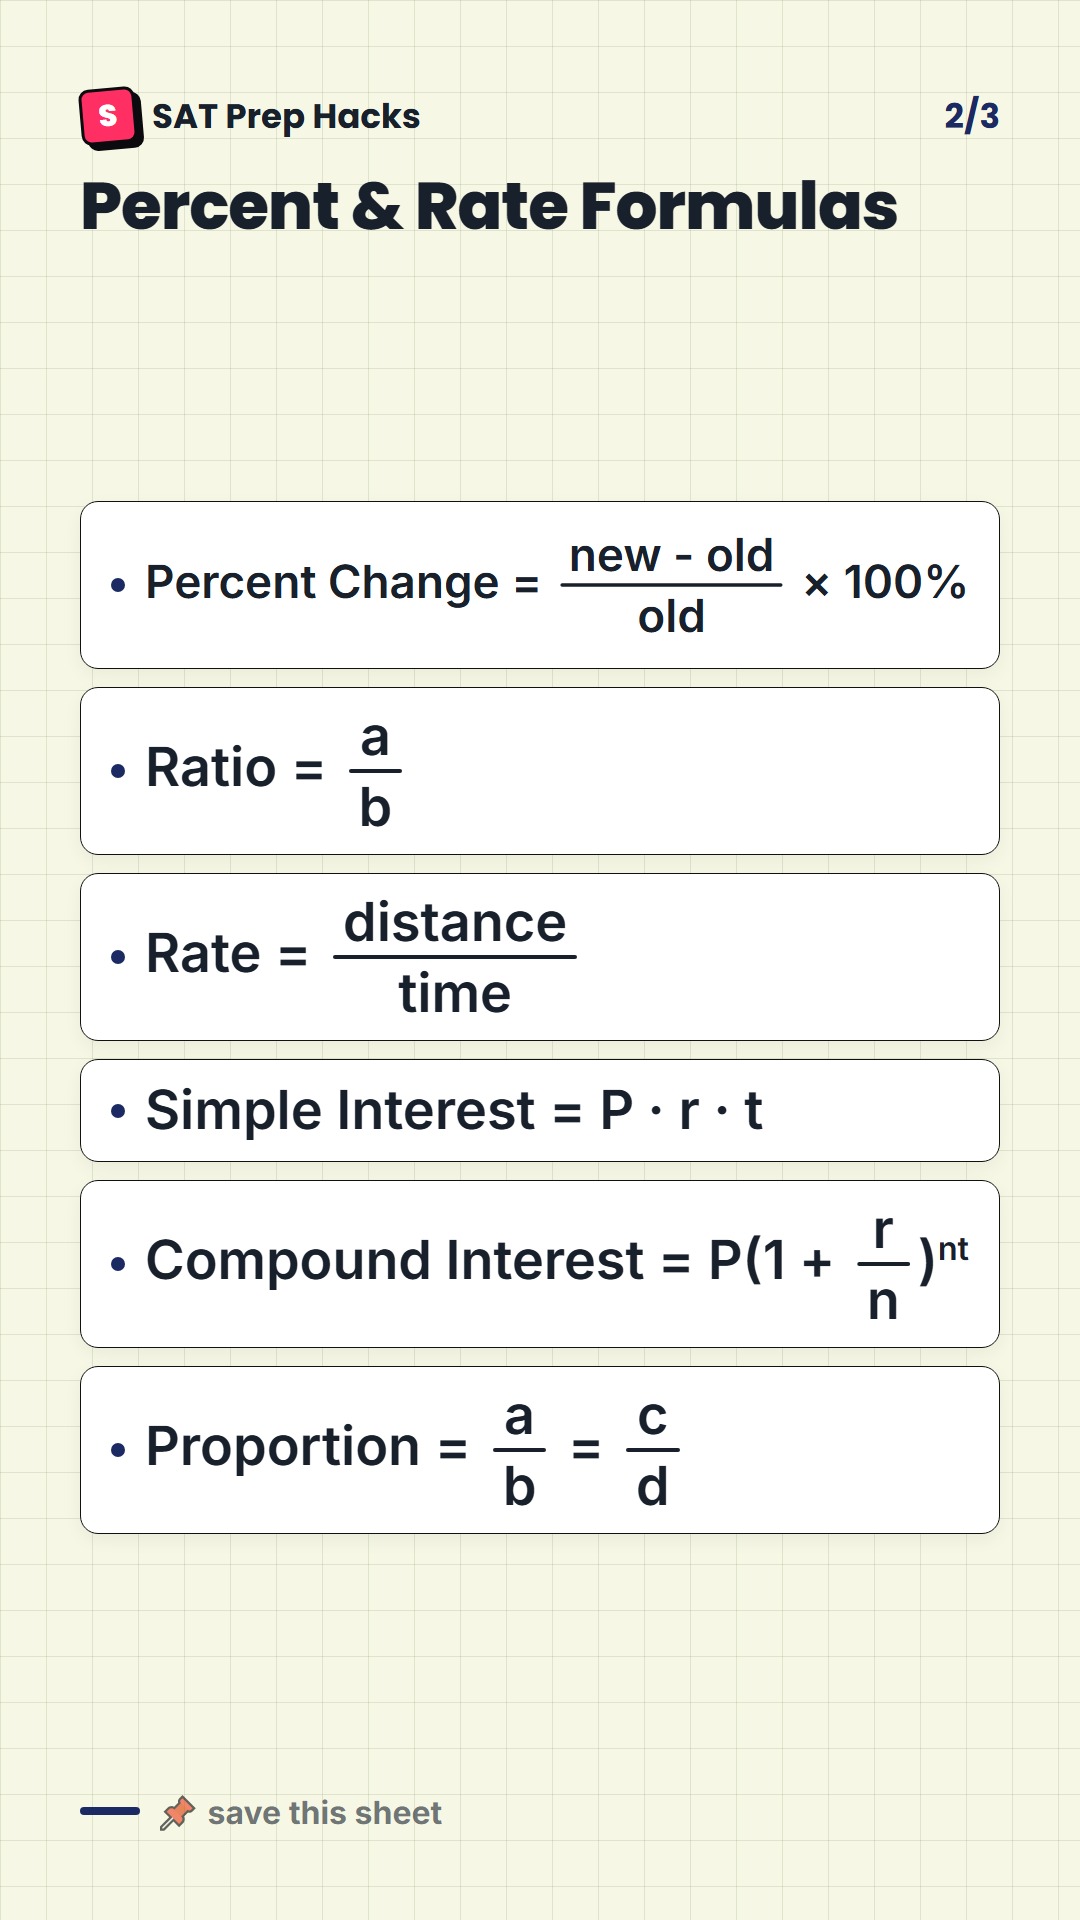 S SAT Prep Hacks 2/3
Percent & Rate Formulas
• Percent Change = (new - old)/old × 100%
• Ratio = a/b
• Rate = distance/time
• Simple Interest = P · r · t
• Compound Interest = P(1 + r/n)^nt
• Proportion = a/b = c/d
📌 save this sheet